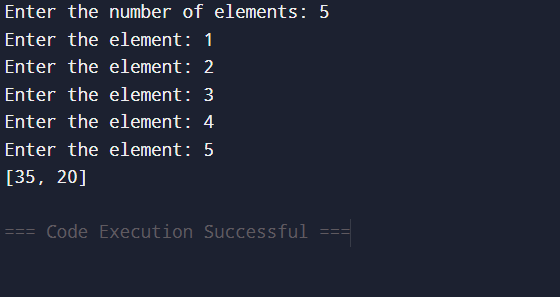 Enter the number of elements: 5
Enter the element: 1
Enter the element: 2
Enter the element: 3
Enter the element: 4
Enter the element: 5
[35, 20]
=== Code Execution Successful ===